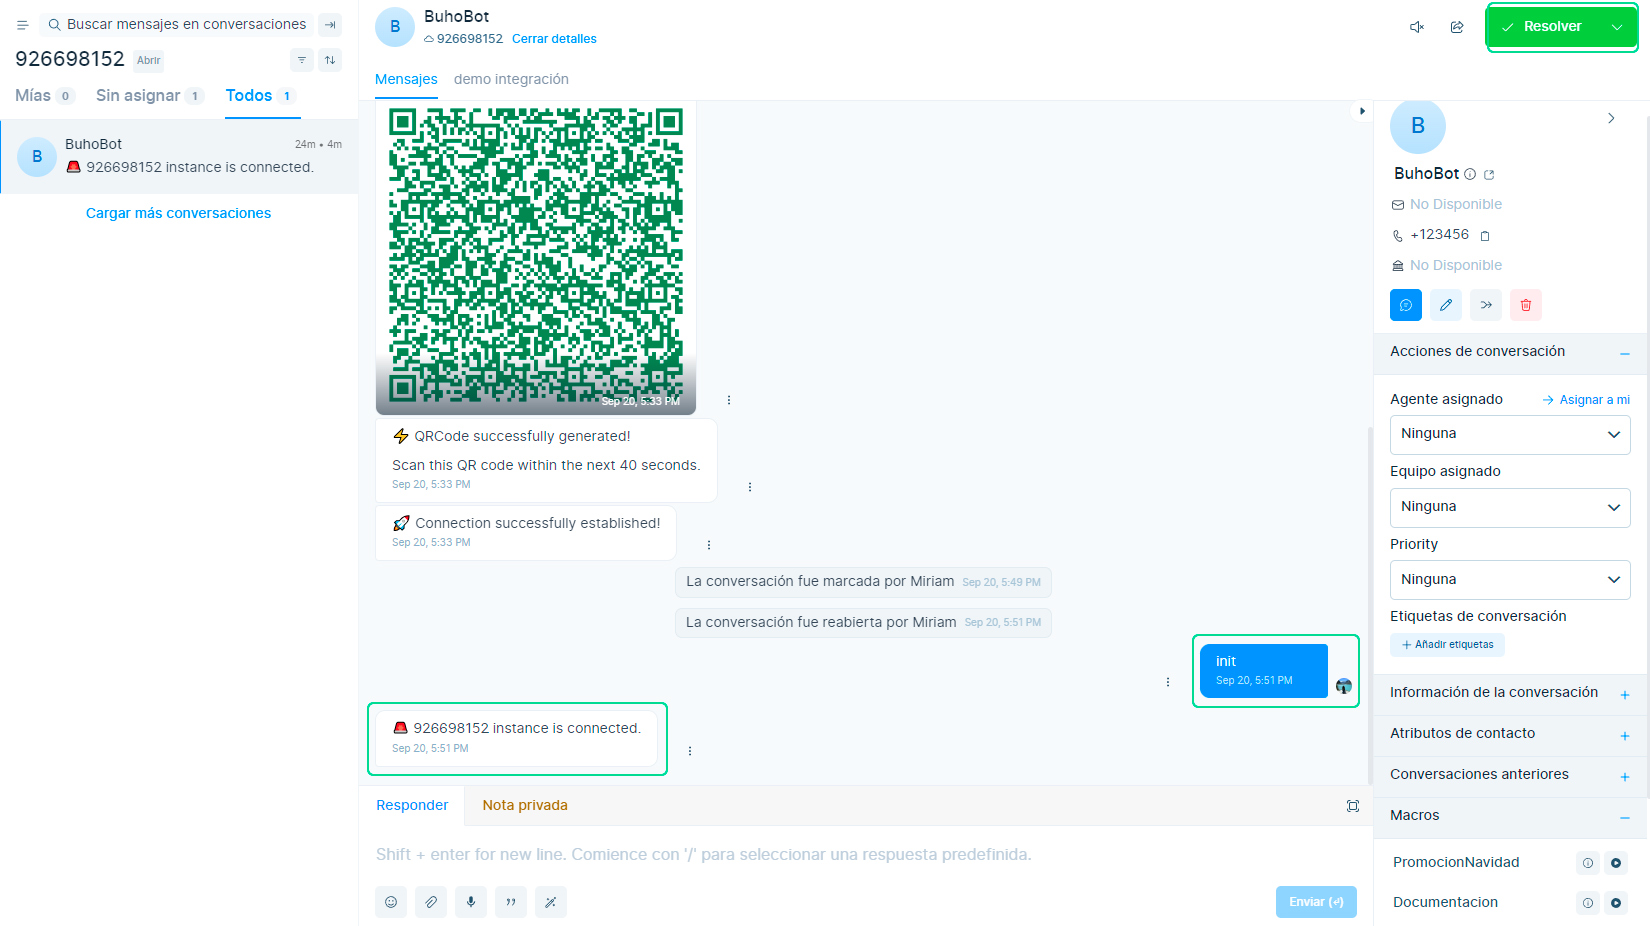 Buscar mensajes en conversaciones
926698152 Abrir
Mías 0 Sin asignar 1 Todos 1
B
BuhoBot 24m • 4m
926698152 instance is connected.
Cargar más conversaciones
B
BuhoBot
926698152 Cerrar detalles
Resolver
Mensajes demo integración
Sep 20, 5:33 PM
QRCode successfully generated!
Scan this QR code within the next 40 seconds.
Sep 20, 5:33 PM
Connection successfully established!
Sep 20, 5:33 PM
La conversación fue marcada por Miriam Sep 20, 5:49 PM
La conversación fue reabierta por Miriam Sep 20, 5:51 PM
init
Sep 20, 5:51 PM
926698152 instance is connected.
Sep 20, 5:51 PM
Responder Nota privada
Shift + enter for new line. Comience con '/' para seleccionar una respuesta predefinida.
Enviar (⏎)
B
BuhoBot
No Disponible
+123456
No Disponible
Acciones de conversación
Agente asignado Asignar a mi
Ninguna
Equipo asignado
Ninguna
Priority
Ninguna
Etiquetas de conversación
+ Añadir etiquetas
Información de la conversación
Atributos de contacto
Conversaciones anteriores
Macros
PromocionNavidad
Documentacion